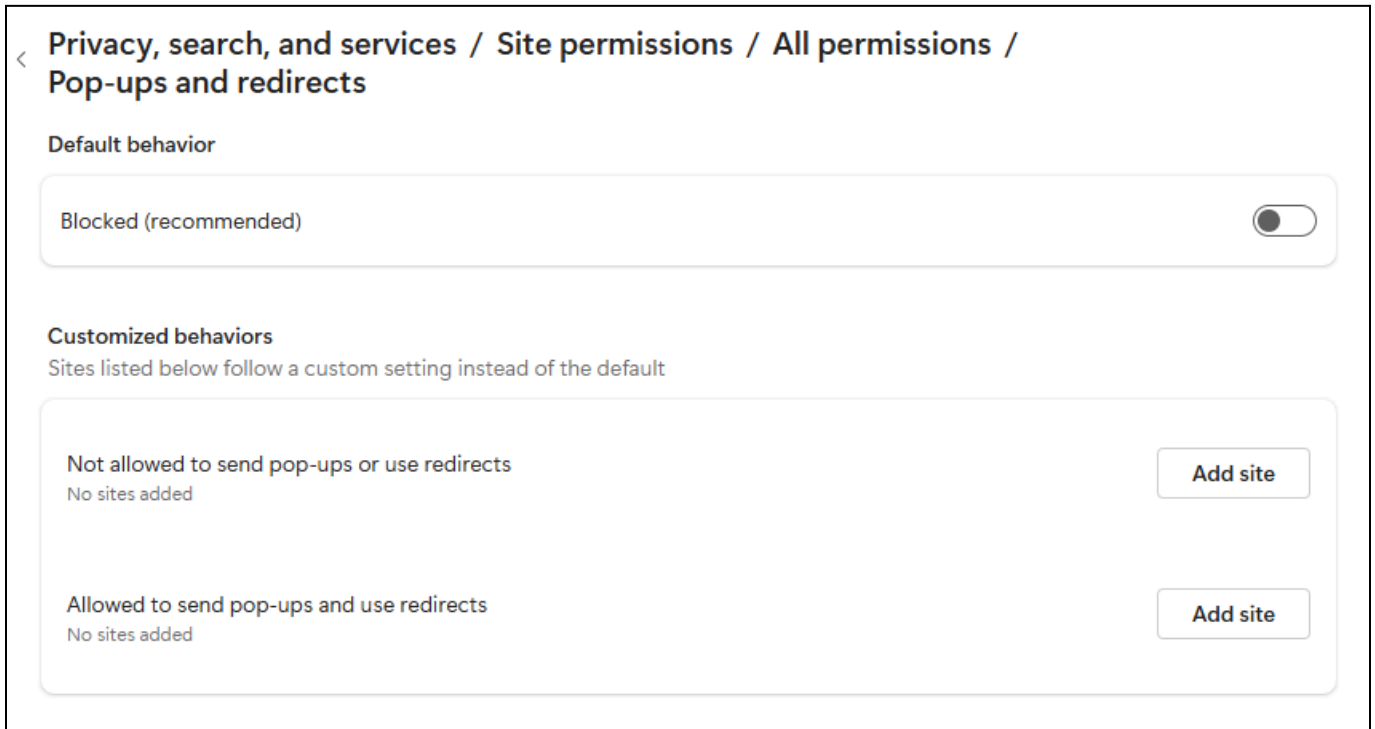 Privacy, search, and services / Site permissions / All permissions /
Pop-ups and redirects
Default behavior
Blocked (recommended)
Customized behaviors
Sites listed below follow a custom setting instead of the default
Not allowed to send pop-ups or use redirects
No sites added
Add site
Allowed to send pop-ups and use redirects
No sites added
Add site